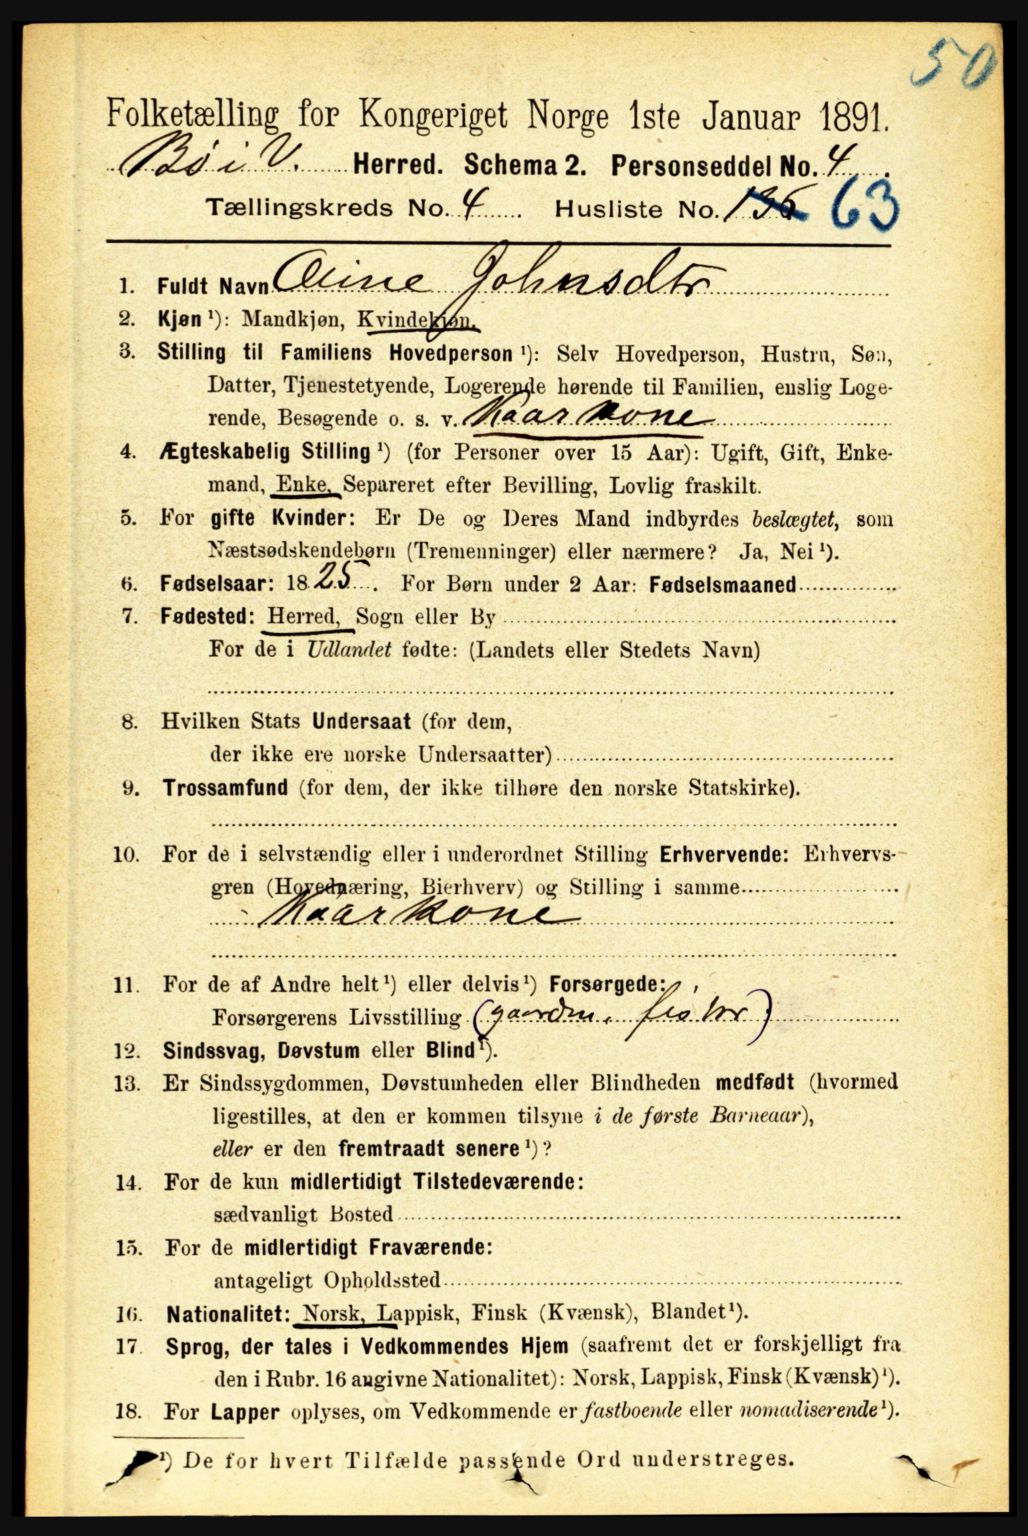 50
Folketælling for Kongeriget Norge 1ste Januar 1891.
Bø i V. Herred. Schema 2. Personseddel No. 4.
Tællingskreds No. 4 Husliste No. 136 63
1. Fuldt Navn Oline Johnsdtr
2. Kjøn ¹): Mandkjøn, Kvindekjøn.
3. Stilling til Familiens Hovedperson ¹): Selv Hovedperson, Hustru, Søn,
Datter, Tjenestetyende, Logerende hørende til Familien, enslig Loge-
rende, Besøgende o. s. v. Kaarkone
4. Ægteskabelig Stilling ¹) (for Personer over 15 Aar): Ugift, Gift, Enke-
mand, Enke, Separeret efter Bevilling, Lovlig fraskilt.
5. For gifte Kvinder: Er De og Deres Mand indbyrdes beslægtet, som
Næstsødskendebørn (Tremenninger) eller nærmere? Ja, Nei ¹).
6. Fødselsaar: 1825. For Børn under 2 Aar: Fødselsmaaned
7. Fødested: Herred, Sogn eller By
For de i Udlandet fødte: (Landets eller Stedets Navn)
8. Hvilken Stats Undersaat (for dem,
der ikke ere norske Undersaatter)
9. Trossamfund (for dem, der ikke tilhøre den norske Statskirke).
10. For de i selvstændig eller i underordnet Stilling Erhvervende: Erhvervs-
gren (Hovednæring, Bierhverv) og Stilling i samme
Kaarkone
11. For de af Andre helt ¹) eller delvis ¹) Forsørgede:
Forsørgerens Livsstilling (gaardm. fisker)
12. Sindssvag, Døvstum eller Blind ¹).
13. Er Sindssygdommen, Døvstumheden eller Blindheden medfødt (hvormed
ligestilles, at den er kommen tilsyne i de første Barneaar),
eller er den fremtraadt senere ¹)?
14. For de kun midlertidigt Tilstedeværende:
sædvanligt Bosted
15. For de midlertidigt Fraværende:
antageligt Opholdssted
16. Nationalitet: Norsk, Lappisk, Finsk (Kvænsk), Blandet ¹).
17. Sprog, der tales i Vedkommendes Hjem (saafremt det er forskjelligt fra
den i Rubr. 16 angivne Nationalitet): Norsk, Lappisk, Finsk (Kvænsk) ¹).
18. For Lapper oplyses, om Vedkommende er fastboende eller nomadiserende ¹).
¹) De for hvert Tilfælde passende Ord understreges.